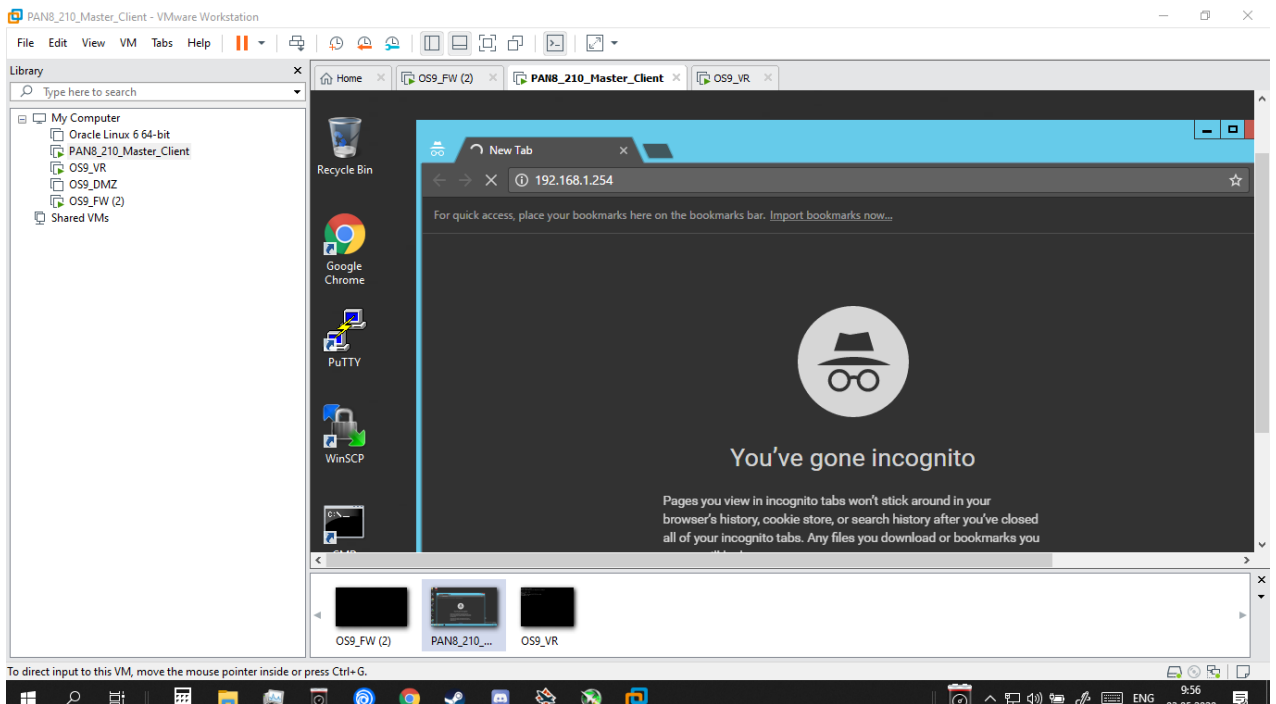 PAN8_210_Master_Client - VMware Workstation
File Edit View VM Tabs Help
Library
Type here to search
My Computer
Oracle Linux 6 64-bit
PAN8_210_Master_Client
OS9_VR
OS9_DMZ
OS9_FW (2)
Shared VMs
Home OS9_FW (2) PAN8_210_Master_Client OS9_VR
Recycle Bin
Google
Chrome
PuTTY
WinSCP
New Tab
192.168.1.254
For quick access, place your bookmarks here on the bookmarks bar. Import bookmarks now...
You've gone incognito
Pages you view in incognito tabs won't stick around in your
browser's history, cookie store, or search history after you've closed
all of your incognito tabs. Any files you download or bookmarks you
OS9_FW (2) PAN8_210_... OS9_VR
To direct input to this VM, move the mouse pointer inside or press Ctrl+G.
ENG
9:56